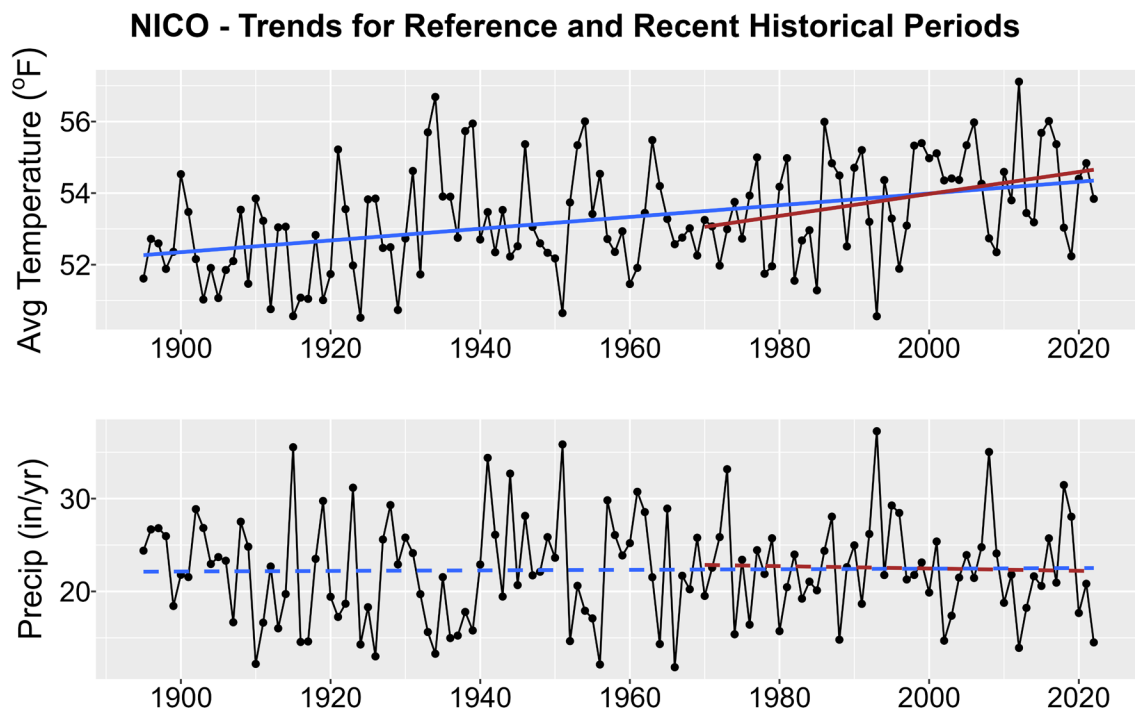 NICO - Trends for Reference and Recent Historical Periods
Avg Temperature (°F)
56
54
52
1900 1920 1940 1960 1980 2000 2020
Precip (in/yr)
30
20
1900 1920 1940 1960 1980 2000 2020